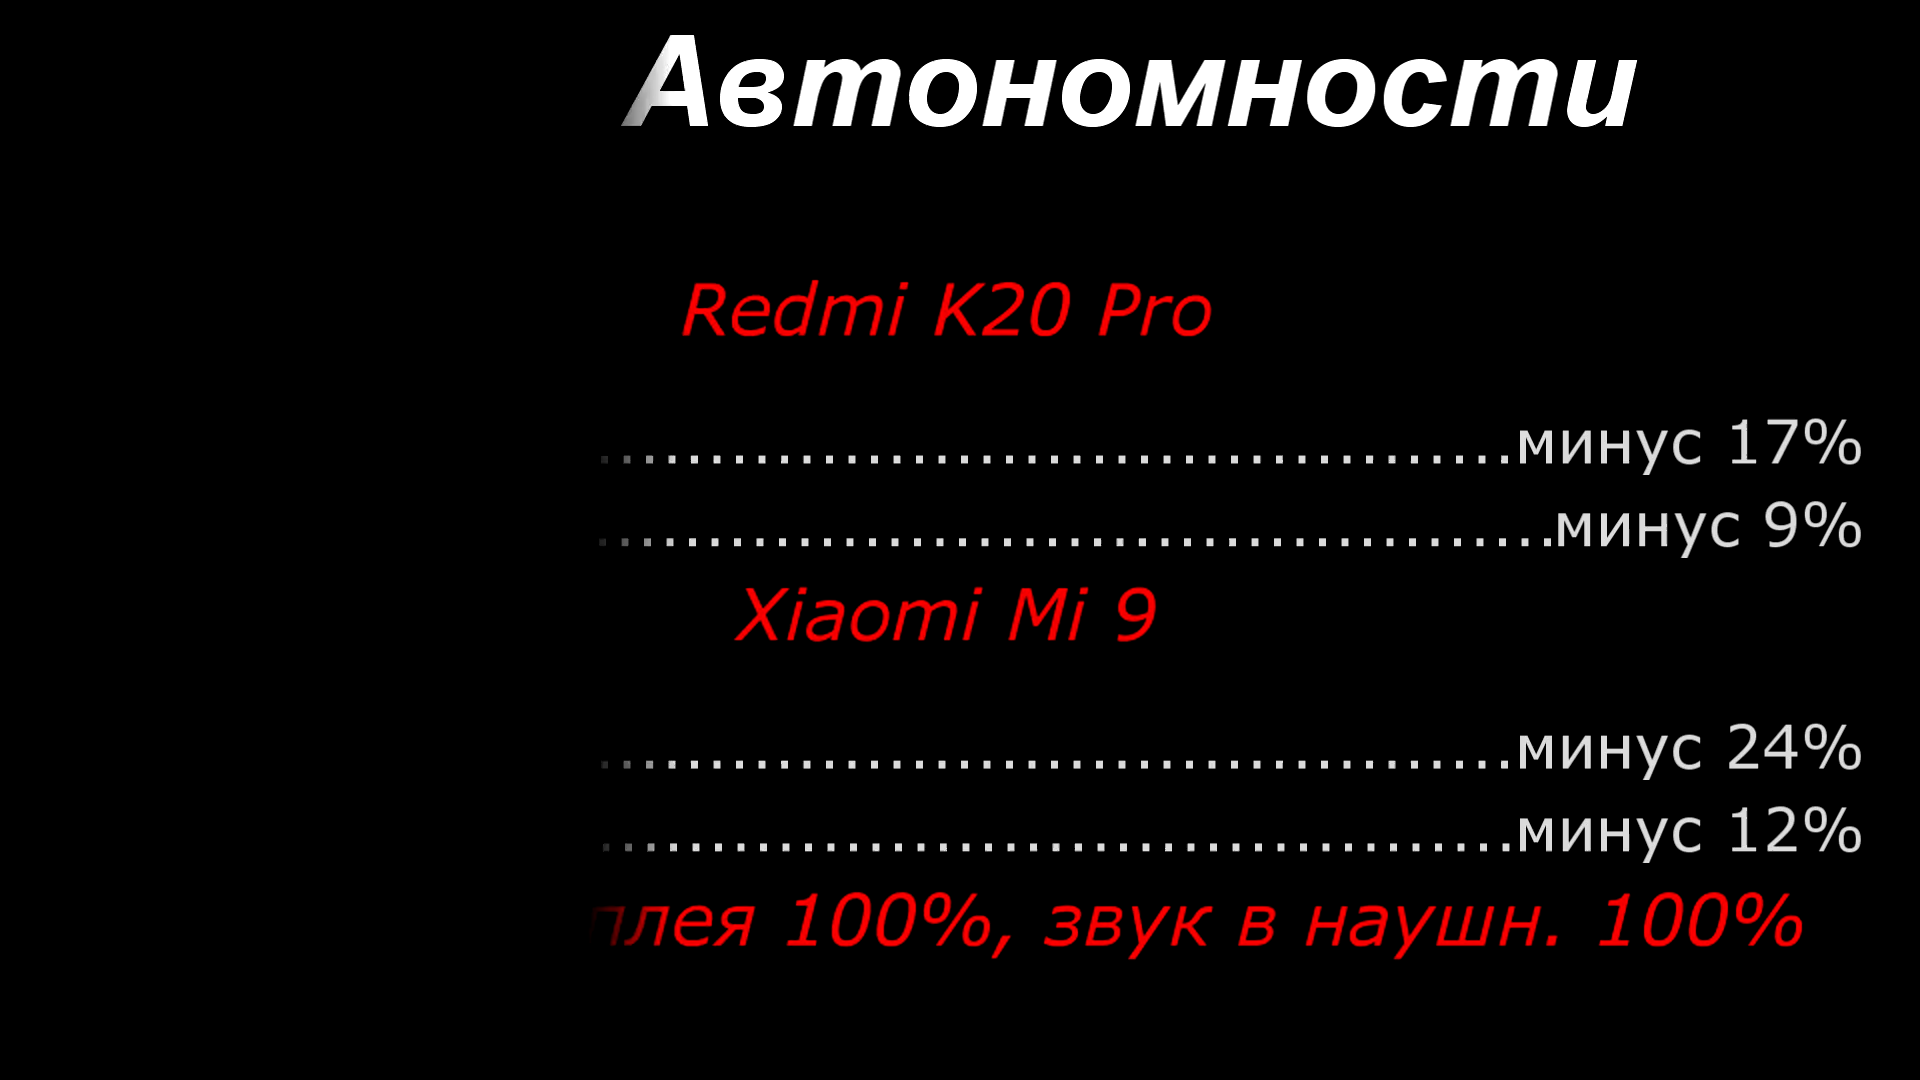 Автономности
Redmi K20 Pro
.........................................минус 17%
...........................................минус 9%
Xiaomi Mi 9
.........................................минус 24%
.........................................минус 12%
плея 100%, звук в наушн. 100%